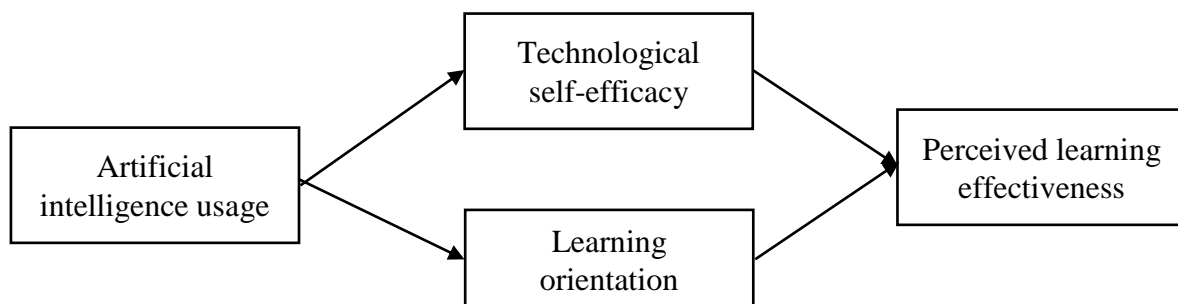 Technological
self-efficacy
Artificial
intelligence usage
Perceived learning
effectiveness
Learning
orientation